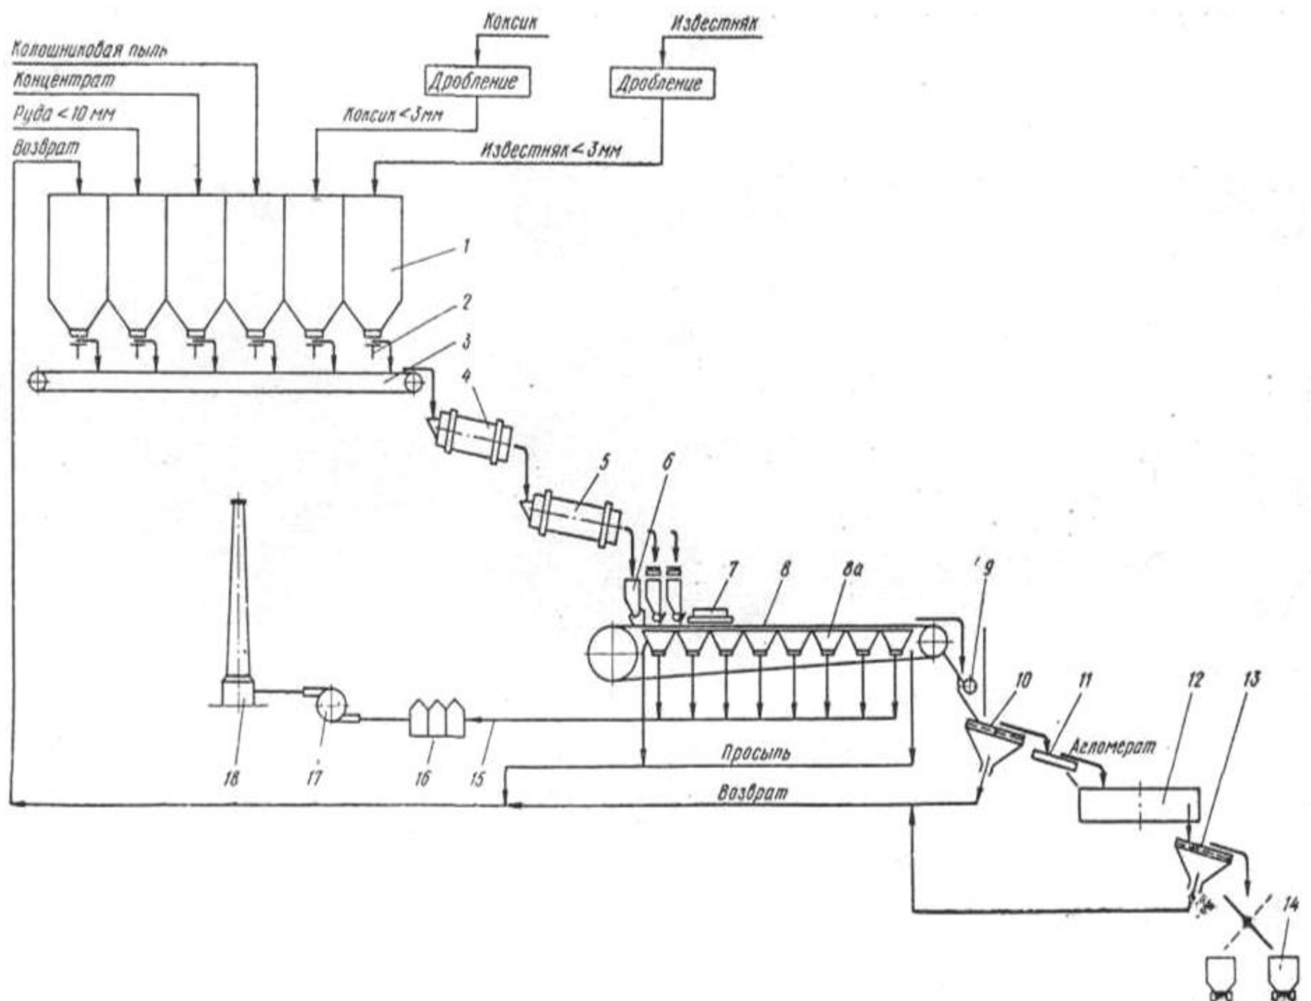 Коксик
Известняк
Колошниковая пыль
Дробление
Дробление
Концентрат
Руда < 10 мм
Коксик < 3мм
Возврат
Известняк < 3мм
1
2
3
4
5
6
7
8
8а
9
10
11
12
13
Агломерат
18
17
16
15
Просыпь
Возврат
14